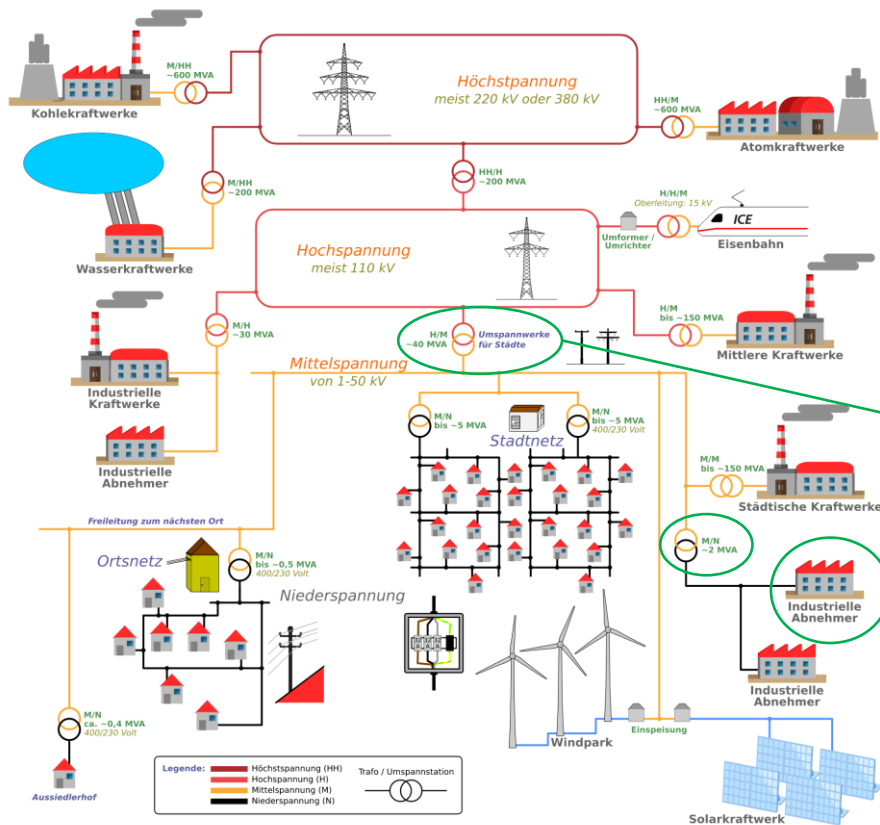 M/HH
~600 MVA
Kohlekraftwerke
Höchstpannung
meist 220 kV oder 380 kV
HH/M
~600 MVA
Atomkraftwerke
M/HH
~200 MVA
Wasserkraftwerke
HH/H
~200 MVA
H/H/M
Oberleitung: 15 kV
ICE
Umformer /
Umrichter
Eisenbahn
Hochspannung
meist 110 kV
M/H
~30 MVA
Industrielle
Kraftwerke
H/M
~40 MVA
Umspannwerke
für Städte
H/M
bis ~150 MVA
Mittlere Kraftwerke
Mittelspannung
von 1-50 kV
Industrielle
Abnehmer
M/N
bis ~5 MVA
Stadtnetz
M/N
bis ~5 MVA
400/230 Volt
M/M
bis ~150 MVA
Städtische Kraftwerke
Freileitung zum nächsten Ort
Ortsnetz
M/N
bis ~0,5 MVA
400/230 Volt
Niederspannung
32
A
32
A
32
A
M/N
~2 MVA
Industrielle
Abnehmer
Industrielle
Abnehmer
M/N
ca. ~0,4 MVA
400/230 Volt
Aussiedlerhof
Windpark
Einspeisung
Solarkraftwerk
Legende:
Höchstspannung (HH)
Hochspannung (H)
Mittelspannung (M)
Niederspannung (N)
Trafo / Umspannstation